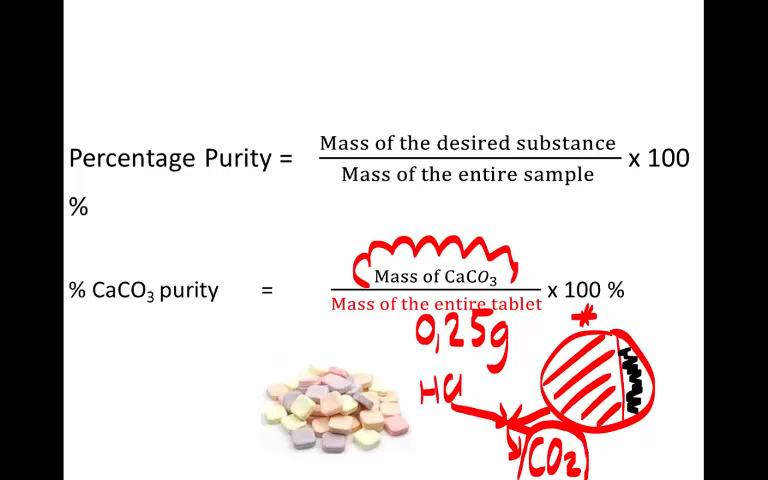 Percentage Purity = Mass of the desired substance / Mass of the entire sample x 100
%
% CaCO₃ purity = Mass of CaCO₃ / Mass of the entire tablet x 100 %
0,25g
*
HCl
CO₂